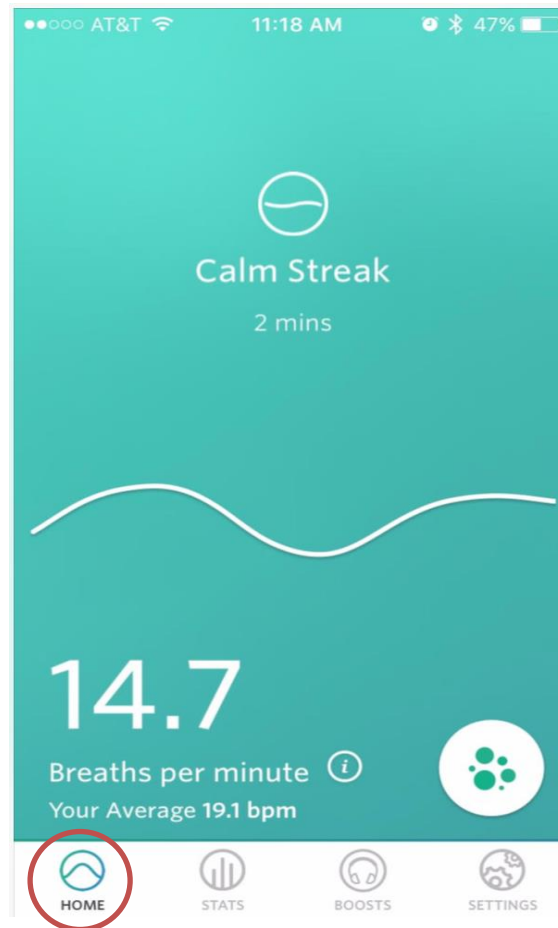 AT&T 11:18 AM 47%
Calm Streak
2 mins
14.7
Breaths per minute i
Your Average 19.1 bpm
HOME STATS BOOSTS SETTINGS